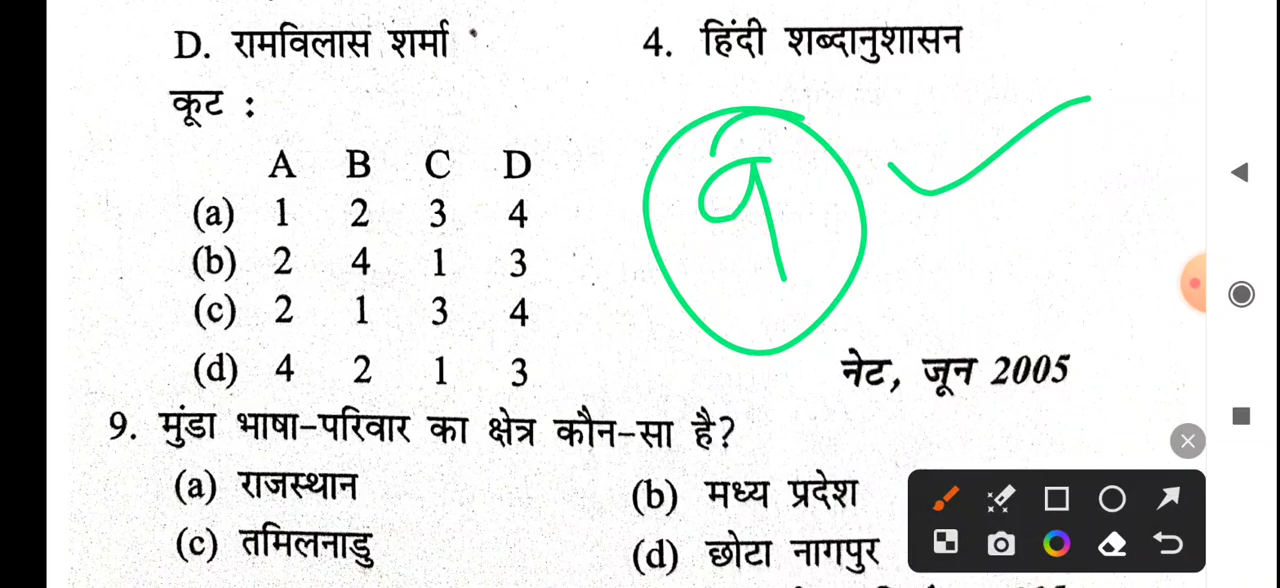 D. रामविलास शर्मा 4. हिंदी शब्दानुशासन
कूट :
A B C D
(a) 1 2 3 4
(b) 2 4 1 3
(c) 2 1 3 4
(d) 4 2 1 3
नेट, जून 2005
9. मुंडा भाषा-परिवार का क्षेत्र कौन-सा है?
(a) राजस्थान (b) मध्य प्रदेश
(c) तमिलनाडु (d) छोटा नागपुर